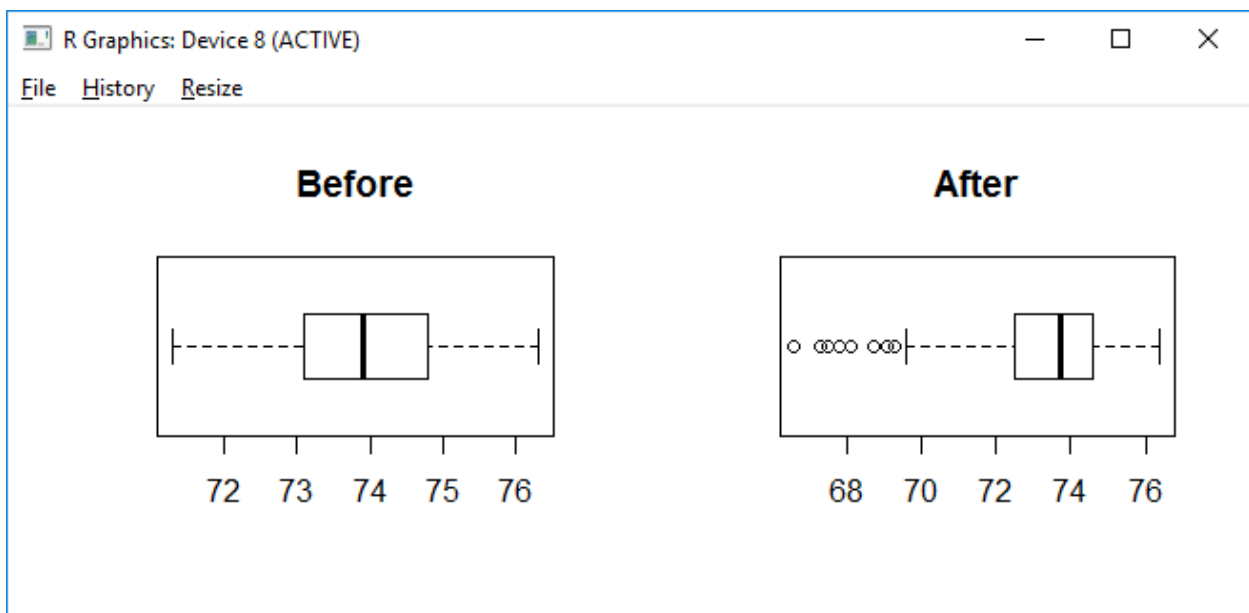 R Graphics: Device 8 (ACTIVE)
File History Resize
Before
72 73 74 75 76
After
68 70 72 74 76